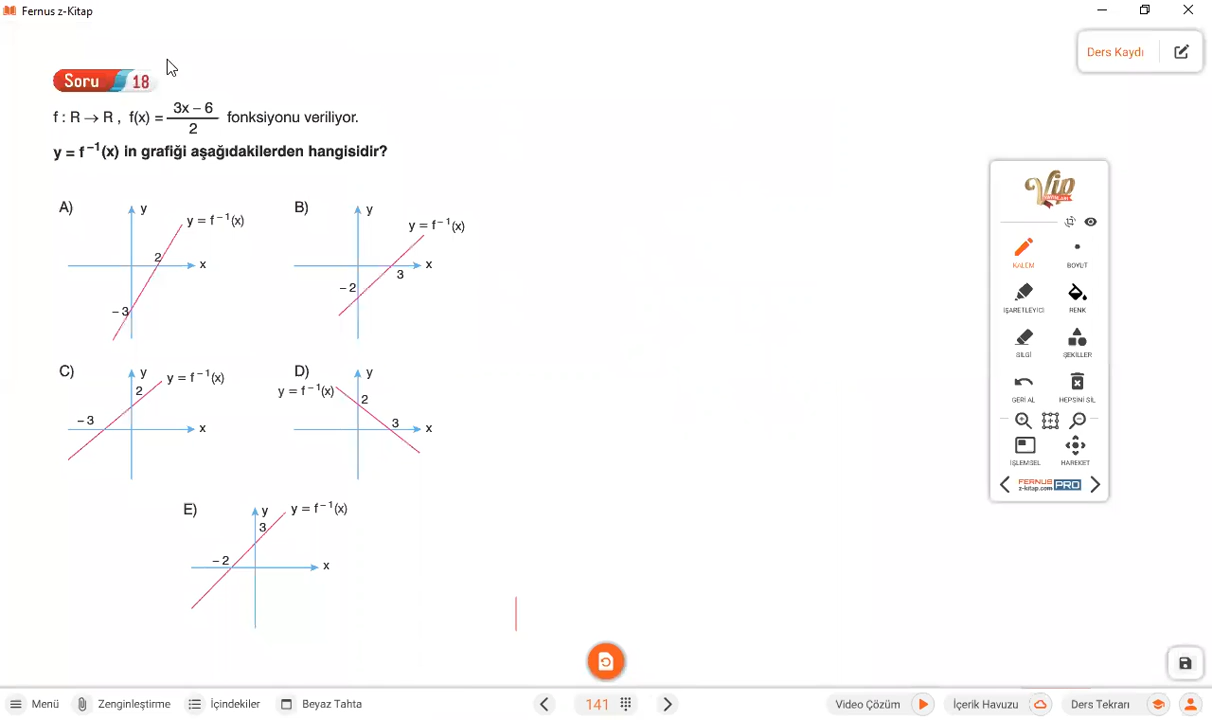 Fernus z-Kitap
Ders Kaydı
Soru 18
f : R → R , f(x) = (3x – 6)/2 fonksiyonu veriliyor.
y = f⁻¹(x) in grafiği aşağıdakilerden hangisidir?
A) y y = f⁻¹(x) 2 x – 3
B) y y = f⁻¹(x) x 3 – 2
C) y y = f⁻¹(x) 2 – 3 x
D) y y = f⁻¹(x) 2 3 x
E) y y = f⁻¹(x) 3 – 2 x
Vip
KALEM BOYUT
İŞARETLEYİCİ RENK
SİLGİ ŞEKİLLER
GERİ AL HEPSİNİ SİL
İŞLEMSEL HAREKET
FERNUS z-kitap.com PRO
Menü Zenginleştirme İçindekiler Beyaz Tahta 141 Video Çözüm İçerik Havuzu Ders Tekrarı